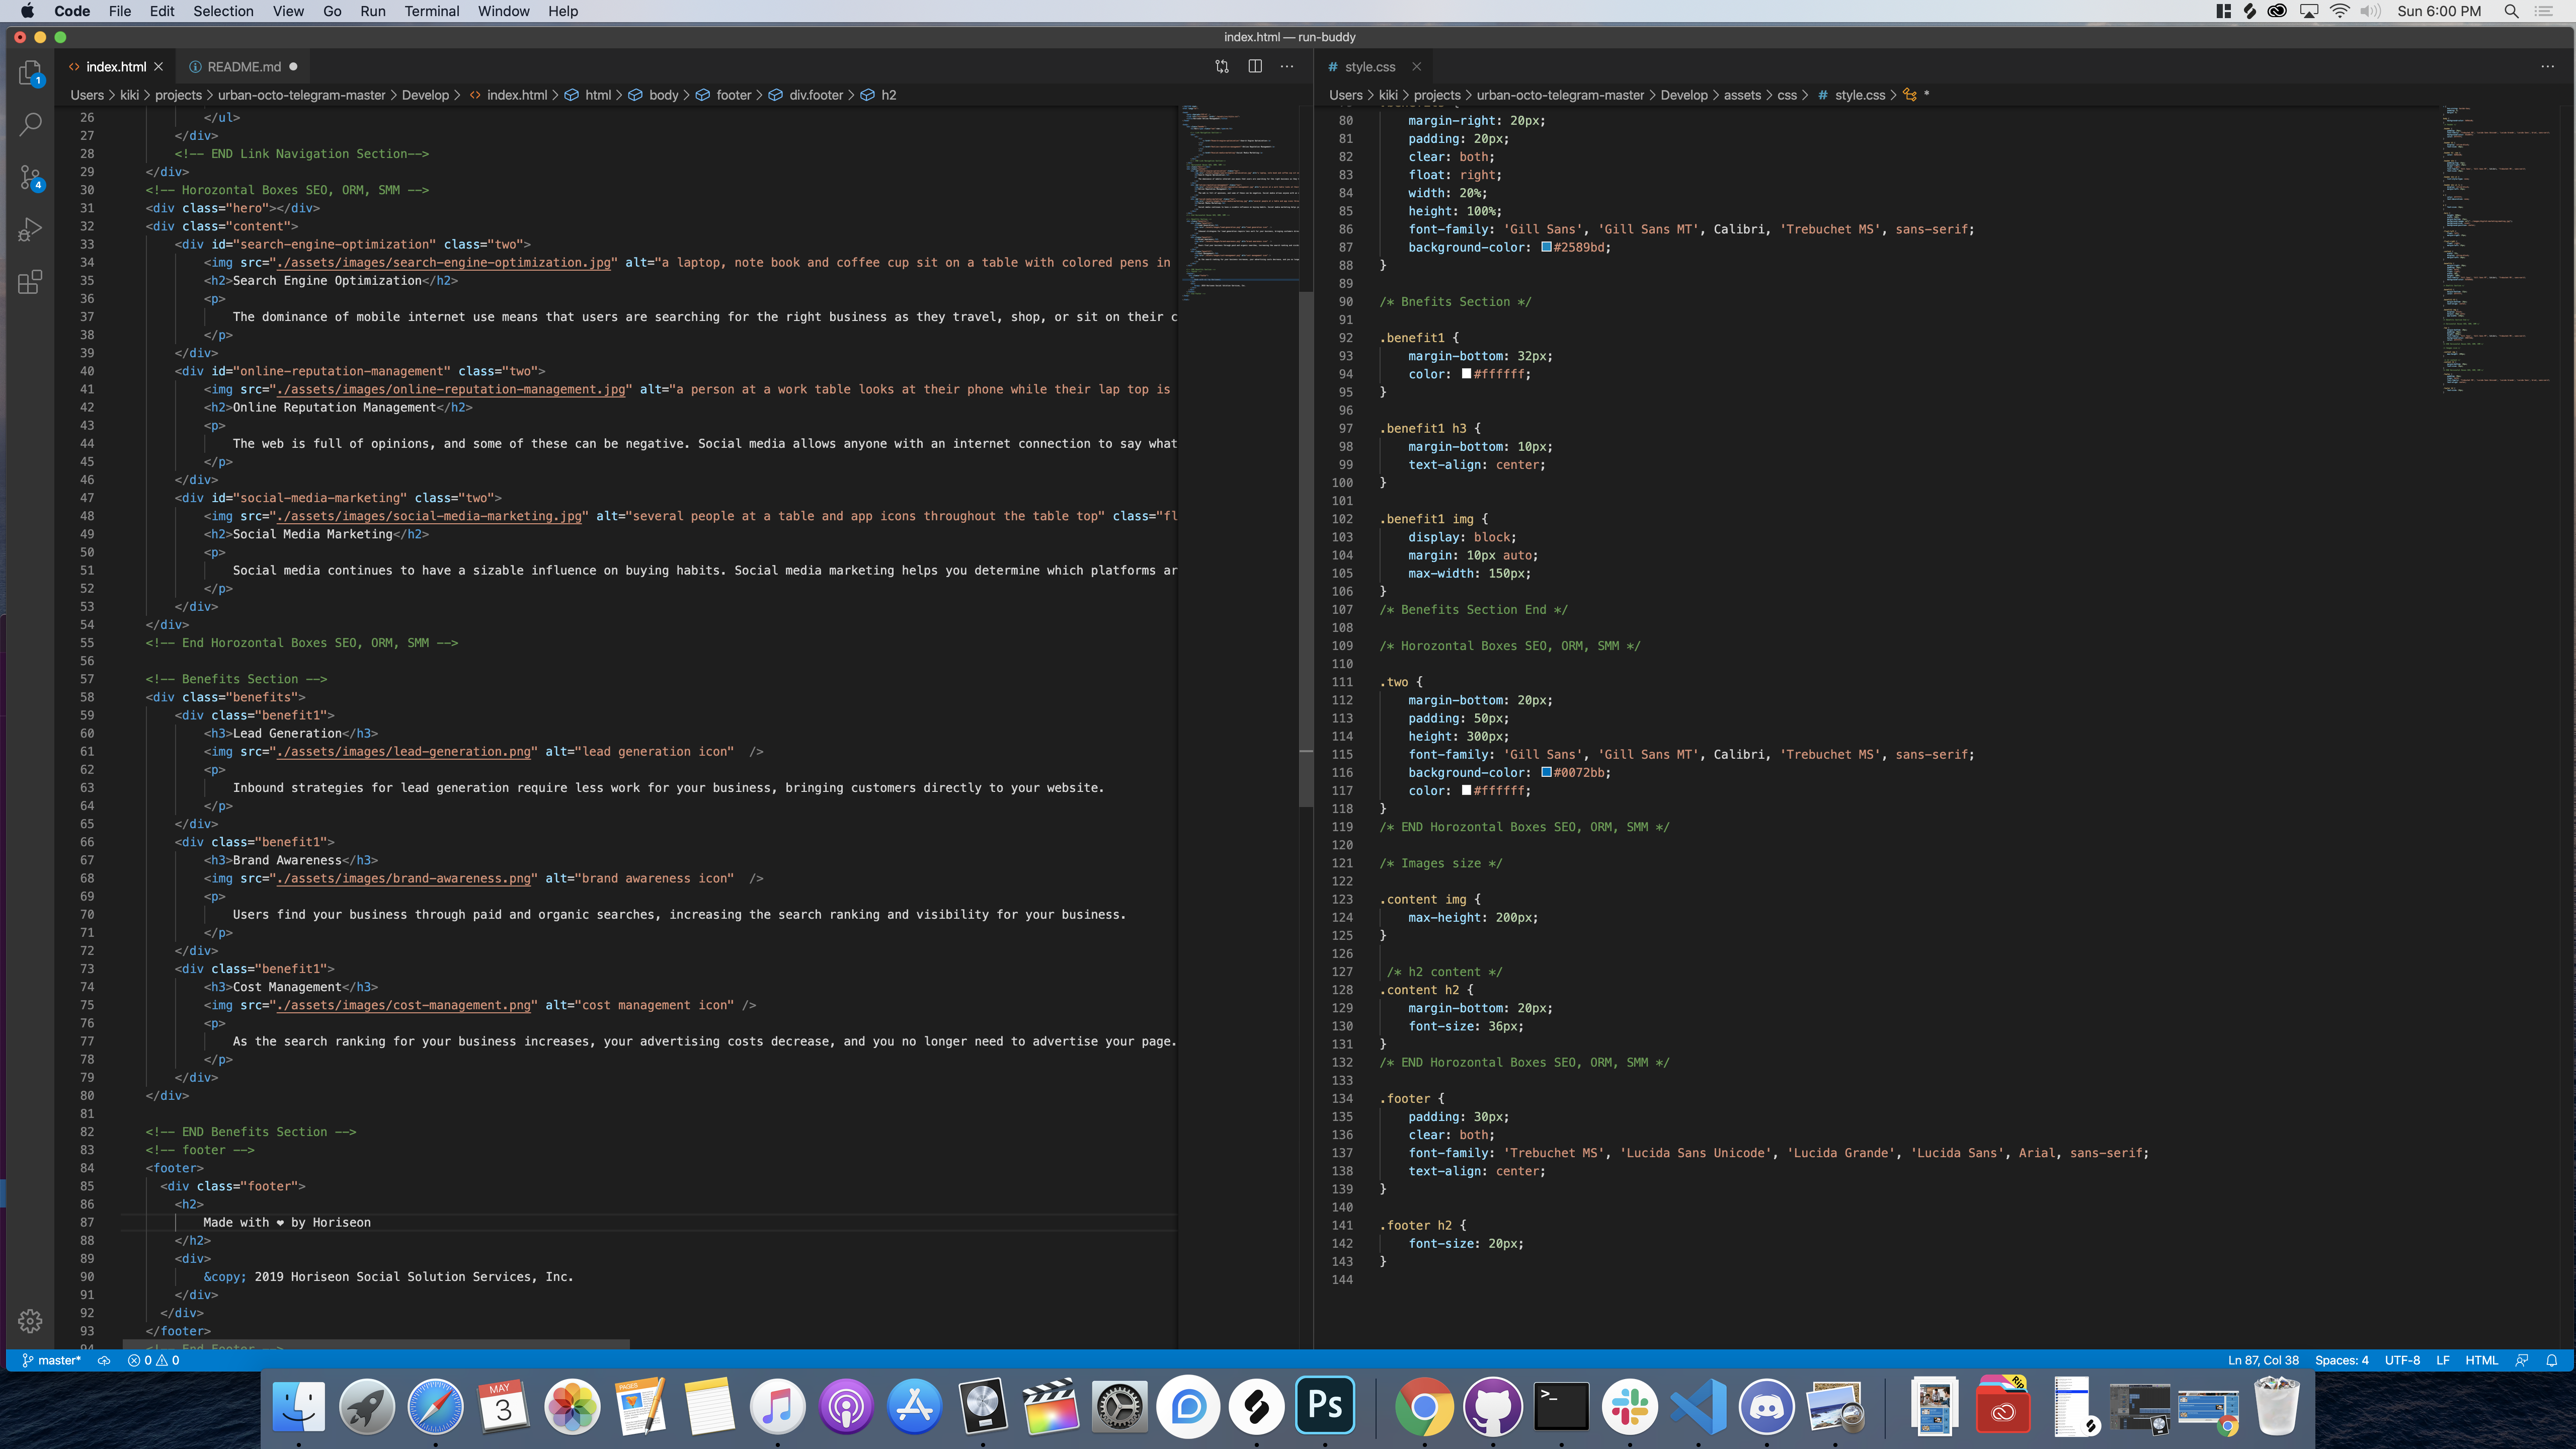 Code File Edit Selection View Go Run Terminal Window Help
Sun 6:00 PM
index.html — run-buddy
index.html README.md
style.css
Users > kiki > projects > urban-octo-telegram-master > Develop > index.html > html > body > footer > div.footer > h2
Users > kiki > projects > urban-octo-telegram-master > Develop > assets > css > # style.css > *
1
4
26 </ul>
27 </div>
28 <!-- END Link Navigation Section-->
29 </div>
30 <!-- Horozontal Boxes SEO, ORM, SMM -->
31 <div class="hero"></div>
32 <div class="content">
33 <div id="search-engine-optimization" class="two">
34 <img src="./assets/images/search-engine-optimization.jpg" alt="a laptop, note book and coffee cup sit on a table with colored pens in
35 <h2>Search Engine Optimization</h2>
36 <p>
37 The dominance of mobile internet use means that users are searching for the right business as they travel, shop, or sit on their c
38 </p>
39 </div>
40 <div id="online-reputation-management" class="two">
41 <img src="./assets/images/online-reputation-management.jpg" alt="a person at a work table looks at their phone while their lap top is
42 <h2>Online Reputation Management</h2>
43 <p>
44 The web is full of opinions, and some of these can be negative. Social media allows anyone with an internet connection to say what
45 </p>
46 </div>
47 <div id="social-media-marketing" class="two">
48 <img src="./assets/images/social-media-marketing.jpg" alt="several people at a table and app icons throughout the table top" class="fl
49 <h2>Social Media Marketing</h2>
50 <p>
51 Social media continues to have a sizable influence on buying habits. Social media marketing helps you determine which platforms ar
52 </p>
53 </div>
54 </div>
55 <!-- End Horozontal Boxes SEO, ORM, SMM -->
56
57 <!-- Benefits Section -->
58 <div class="benefits">
59 <div class="benefit1">
60 <h3>Lead Generation</h3>
61 <img src="./assets/images/lead-generation.png" alt="lead generation icon" />
62 <p>
63 Inbound strategies for lead generation require less work for your business, bringing customers directly to your website.
64 </p>
65 </div>
66 <div class="benefit1">
67 <h3>Brand Awareness</h3>
68 <img src="./assets/images/brand-awareness.png" alt="brand awareness icon" />
69 <p>
70 Users find your business through paid and organic searches, increasing the search ranking and visibility for your business.
71 </p>
72 </div>
73 <div class="benefit1">
74 <h3>Cost Management</h3>
75 <img src="./assets/images/cost-management.png" alt="cost management icon" />
76 <p>
77 As the search ranking for your business increases, your advertising costs decrease, and you no longer need to advertise your page.
78 </p>
79 </div>
80 </div>
81
82 <!-- END Benefits Section -->
83 <!-- footer -->
84 <footer>
85 <div class="footer">
86 <h2>
87 Made with ❤ by Horiseon
88 </h2>
89 <div>
90 &copy; 2019 Horiseon Social Solution Services, Inc.
91 </div>
92 </div>
93 </footer>
94 <!-- End Footer -->
80 margin-right: 20px;
81 padding: 20px;
82 clear: both;
83 float: right;
84 width: 20%;
85 height: 100%;
86 font-family: 'Gill Sans', 'Gill Sans MT', Calibri, 'Trebuchet MS', sans-serif;
87 background-color: #2589bd;
88 }
89
90 /* Bnefits Section */
91
92 .benefit1 {
93 margin-bottom: 32px;
94 color: #ffffff;
95 }
96
97 .benefit1 h3 {
98 margin-bottom: 10px;
99 text-align: center;
100 }
101
102 .benefit1 img {
103 display: block;
104 margin: 10px auto;
105 max-width: 150px;
106 }
107 /* Benefits Section End */
108
109 /* Horozontal Boxes SEO, ORM, SMM */
110
111 .two {
112 margin-bottom: 20px;
113 padding: 50px;
114 height: 300px;
115 font-family: 'Gill Sans', 'Gill Sans MT', Calibri, 'Trebuchet MS', sans-serif;
116 background-color: #0072bb;
117 color: #ffffff;
118 }
119 /* END Horozontal Boxes SEO, ORM, SMM */
120
121 /* Images size */
122
123 .content img {
124 max-height: 200px;
125 }
126
127 /* h2 content */
128 .content h2 {
129 margin-bottom: 20px;
130 font-size: 36px;
131 }
132 /* END Horozontal Boxes SEO, ORM, SMM */
133
134 .footer {
135 padding: 30px;
136 clear: both;
137 font-family: 'Trebuchet MS', 'Lucida Sans Unicode', 'Lucida Grande', 'Lucida Sans', Arial, sans-serif;
138 text-align: center;
139 }
140
141 .footer h2 {
142 font-size: 20px;
143 }
144
master* 0 0
Ln 87, Col 38 Spaces: 4 UTF-8 LF HTML
MAY
3
PAGES
Ps
>_
RIP